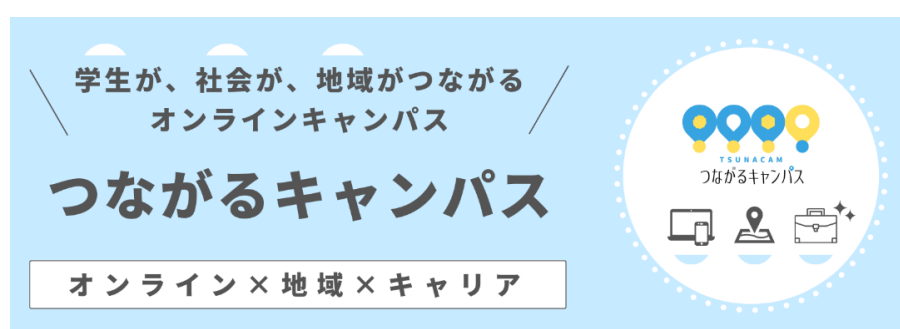 学生が、社会が、地域がつながる
オンラインキャンパス
つながるキャンパス
オンライン×地域×キャリア
TSUNACAM
つながるキャンパス